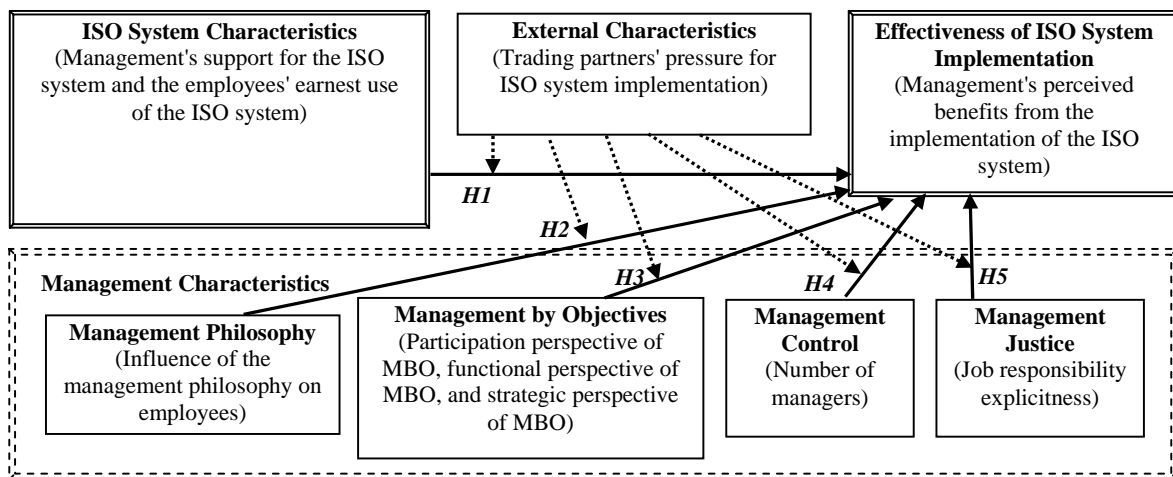 ISO System Characteristics
(Management's support for the ISO
system and the employees' earnest use
of the ISO system)
External Characteristics
(Trading partners' pressure for
ISO system implementation)
Effectiveness of ISO System
Implementation
(Management's perceived
benefits from the
implementation of the ISO
system)
H1
H2
H3
H4
H5
Management Characteristics
Management Philosophy
(Influence of the
management philosophy on
employees)
Management by Objectives
(Participation perspective of
MBO, functional perspective of
MBO, and strategic perspective
of MBO)
Management
Control
(Number of
managers)
Management
Justice
(Job responsibility
explicitness)